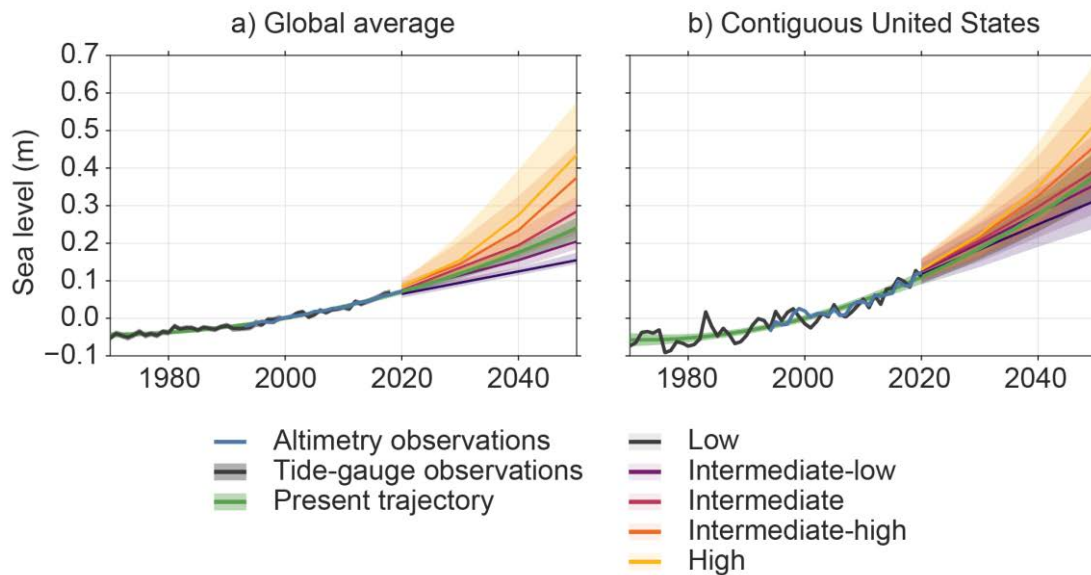 a) Global average
b) Contiguous United States
Sea level (m)
0.7
0.6
0.5
0.4
0.3
0.2
0.1
0.0
−0.1
1980 2000 2020 2040
1980 2000 2020 2040
Altimetry observations
Tide-gauge observations
Present trajectory
Low
Intermediate-low
Intermediate
Intermediate-high
High